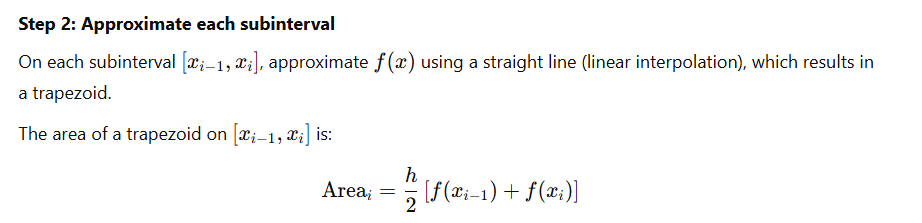 Step 2: Approximate each subinterval
On each subinterval [x_{i−1}, x_i], approximate f(x) using a straight line (linear interpolation), which results in
a trapezoid.
The area of a trapezoid on [x_{i−1}, x_i] is:
Area_i = \frac{h}{2} [f(x_{i−1}) + f(x_i)]